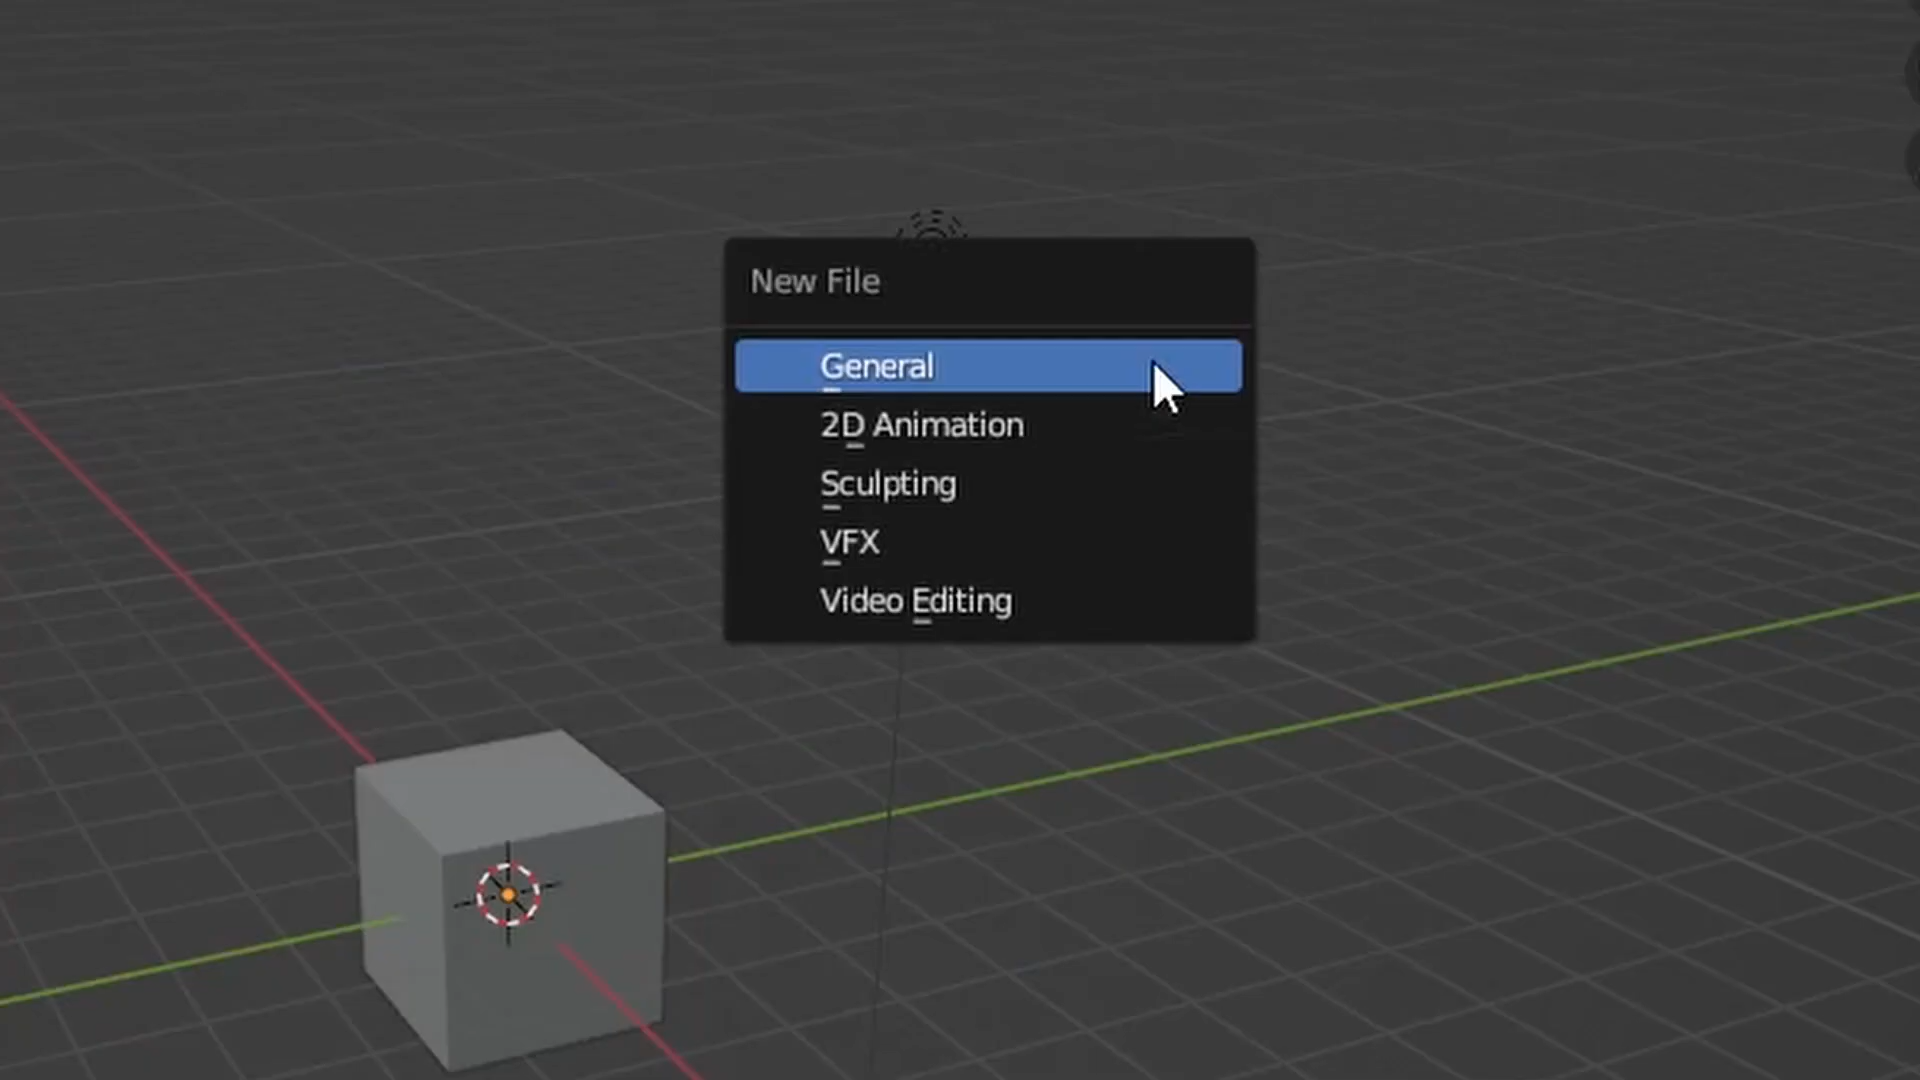 New File
General
2D Animation
Sculpting
VFX
Video Editing